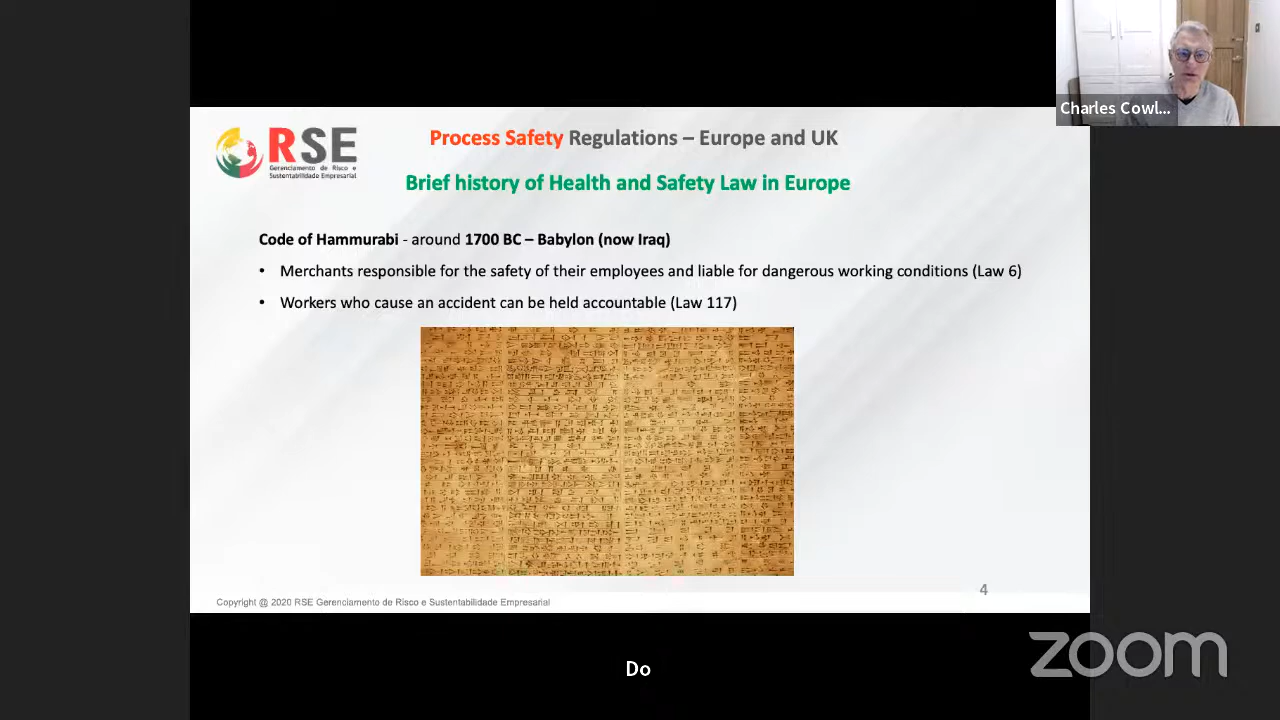 Charles Cowl...
RSE
Gerenciamento de Risco e
Sustentabilidade Empresarial
Process Safety Regulations – Europe and UK
Brief history of Health and Safety Law in Europe
Code of Hammurabi - around 1700 BC – Babylon (now Iraq)
• Merchants responsible for the safety of their employees and liable for dangerous working conditions (Law 6)
• Workers who cause an accident can be held accountable (Law 117)
4
Copyright @ 2020 RSE Gerenciamento de Risco e Sustentabilidade Empresarial
zoom
Do